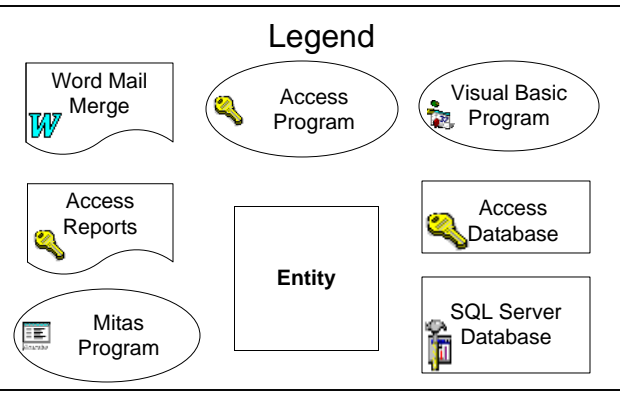 Legend
Word Mail
Merge
W
Access
Program
Visual Basic
Program
Access
Reports
Entity
Access
Database
Mitas
Program
SQL Server
Database